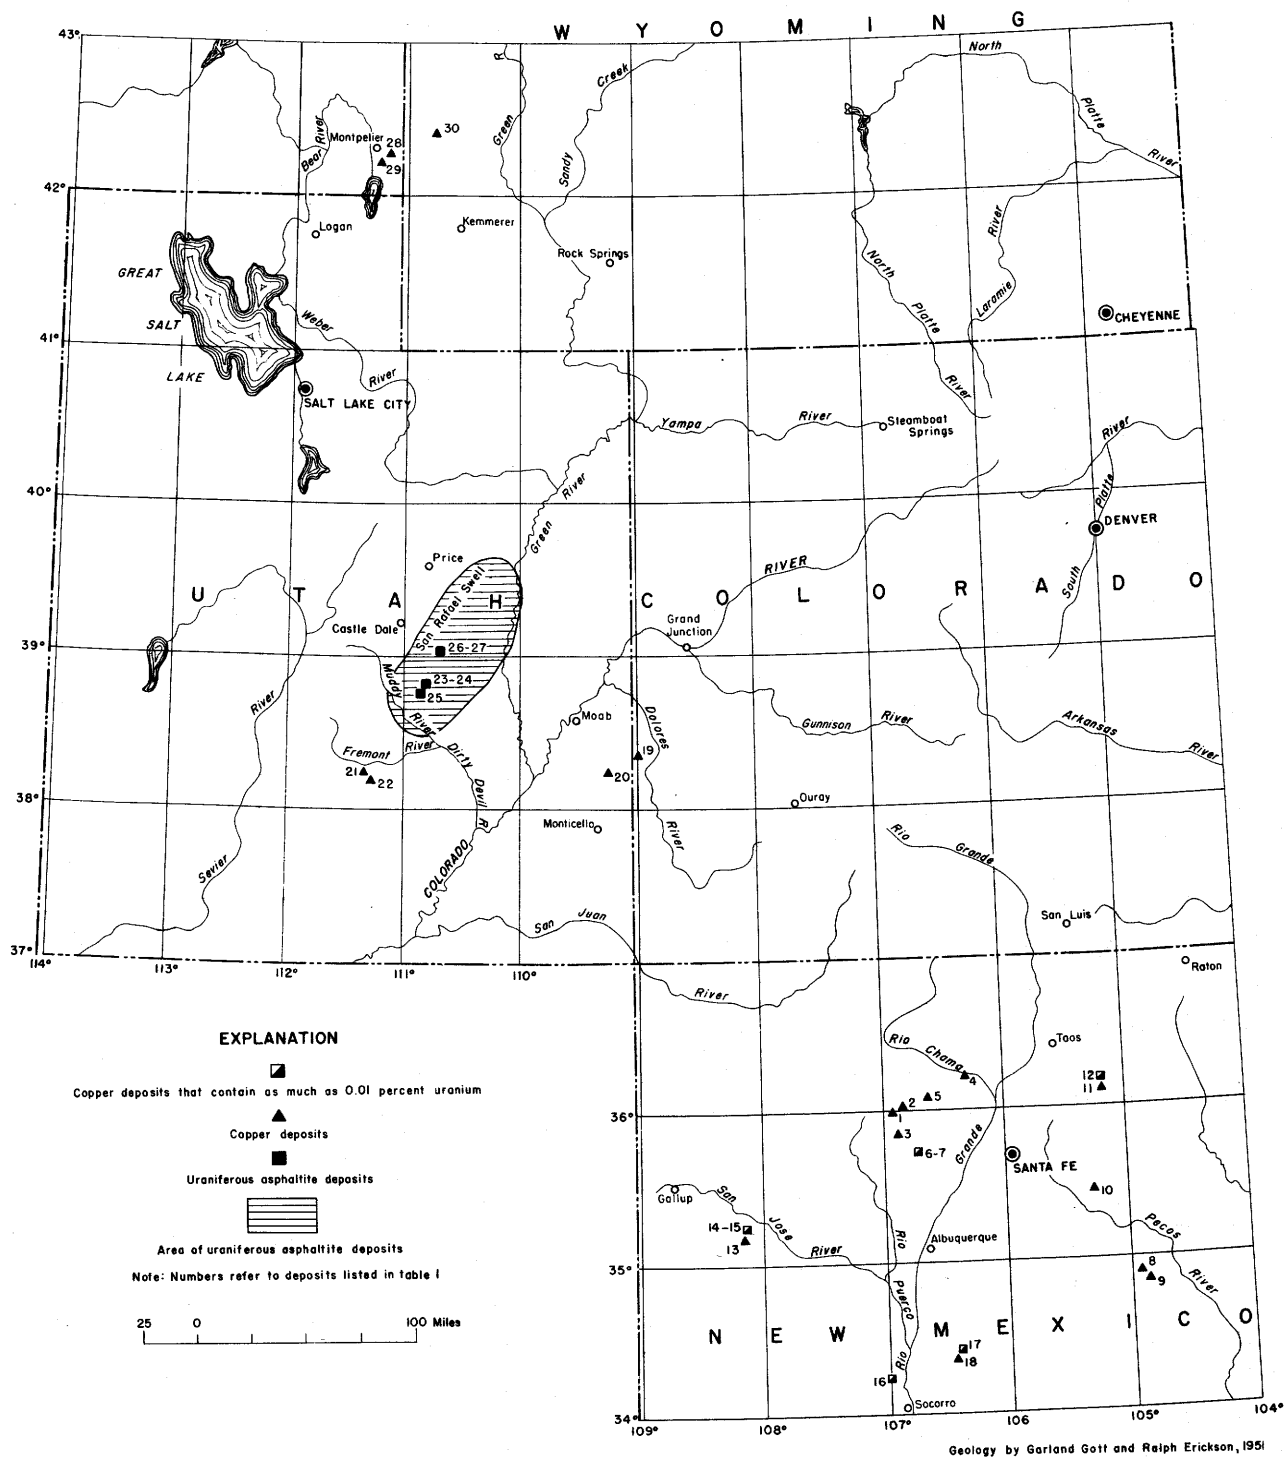 WYOMING
43°
North
Platte
River
R
Green
Creek
Sandy
Bear River
Montpelier
28
29
30
42°
Logan
Kemmerer
Rock Springs
North
Platte
River
River
Laramie
CHEYENNE
GREAT
SALT
LAKE
41°
Weber
River
SALT LAKE CITY
Yampa
River
Steamboat
Springs
River
Platte
South
DENVER
40°
River
Green
Price
San Rafael Swell
UTAH
COLORADO
RIVER
Grand
Junction
Castle Dale
39°
26-27
23-24
25
Muddy
River
Fremont
River
Dirty
Devil R
21
22
Moab
Dolores
River
19
20
Gunnison
River
Arkansas
River
38°
Ouray
Monticello
Sevier
River
COLORADO
Rio
Grande
San Luis
San
Juan
River
37°
114°
113°
112°
111°
110°
Raton
Rio
Chama
4
Taos
12
11
5
2
1
3
6-7
36°
Grande
SANTA FE
10
Gallup
San
Jose
River
14-15
13
Rio
Puerco
Albuquerque
Pecos
River
8
9
35°
NEW MEXICO
17
18
16
Rio
Socorro
34°
109°
108°
107°
106
105°
104°
EXPLANATION
Copper deposits that contain as much as 0.01 percent uranium
Copper deposits
Uraniferous asphaltite deposits
Area of uraniferous asphaltite deposits
Note: Numbers refer to deposits listed in table 1
25 0 100 Miles
Geology by Garland Gott and Ralph Erickson, 1951